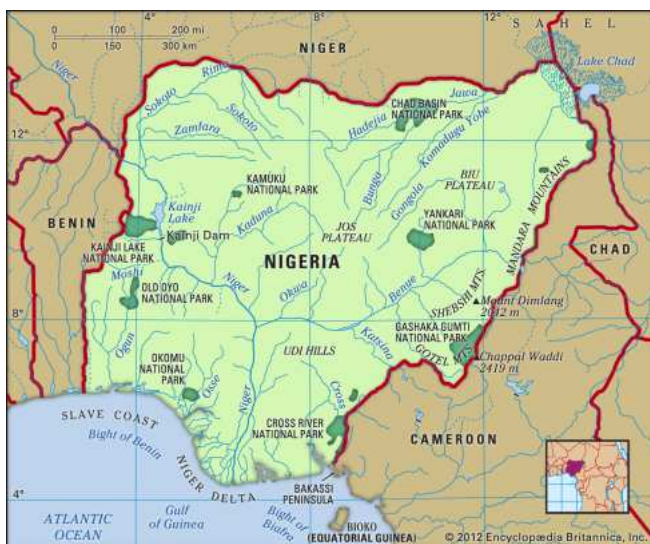 4°
8°
12°
0 100 200 mi
0 150 300 km
SAHEL
NIGER
Niger
Lake Chad
Rima
Sokoto
Sokoto
CHAD BASIN
NATIONAL PARK
Jawa
Hadejia
Komadugu Yobe
12°
Zamfara
Bunga
Gongola
BIU
PLATEAU
KAMUKU
NATIONAL PARK
MANDARA MOUNTAINS
BENIN
Kainji
Lake
Kaduna
YANKARI
NATIONAL PARK
JOS
PLATEAU
Kainji Dam
KAINJI LAKE
NATIONAL PARK
CHAD
NIGERIA
Moshi
Niger
Okwa
Benue
SHEBSHI MTS.
OLD OYO
NATIONAL PARK
Mount Dimlang
2042 m
8°
Ogun
Katsina
GASHAKA GUMTI
NATIONAL PARK
GOTEL MTS.
UDI HILLS
Chappal Waddi
2419 m
OKOMU
NATIONAL
PARK
Osse
Niger
Cross
SLAVE COAST
CROSS RIVER
NATIONAL PARK
CAMEROON
Bight of Benin
NIGER DELTA
BAKASSI
PENINSULA
4°
Gulf
of Guinea
Bight of
Biafra
ATLANTIC
OCEAN
BIOKO
(EQUATORIAL GUINEA)
© 2012 Encyclopædia Britannica, Inc.